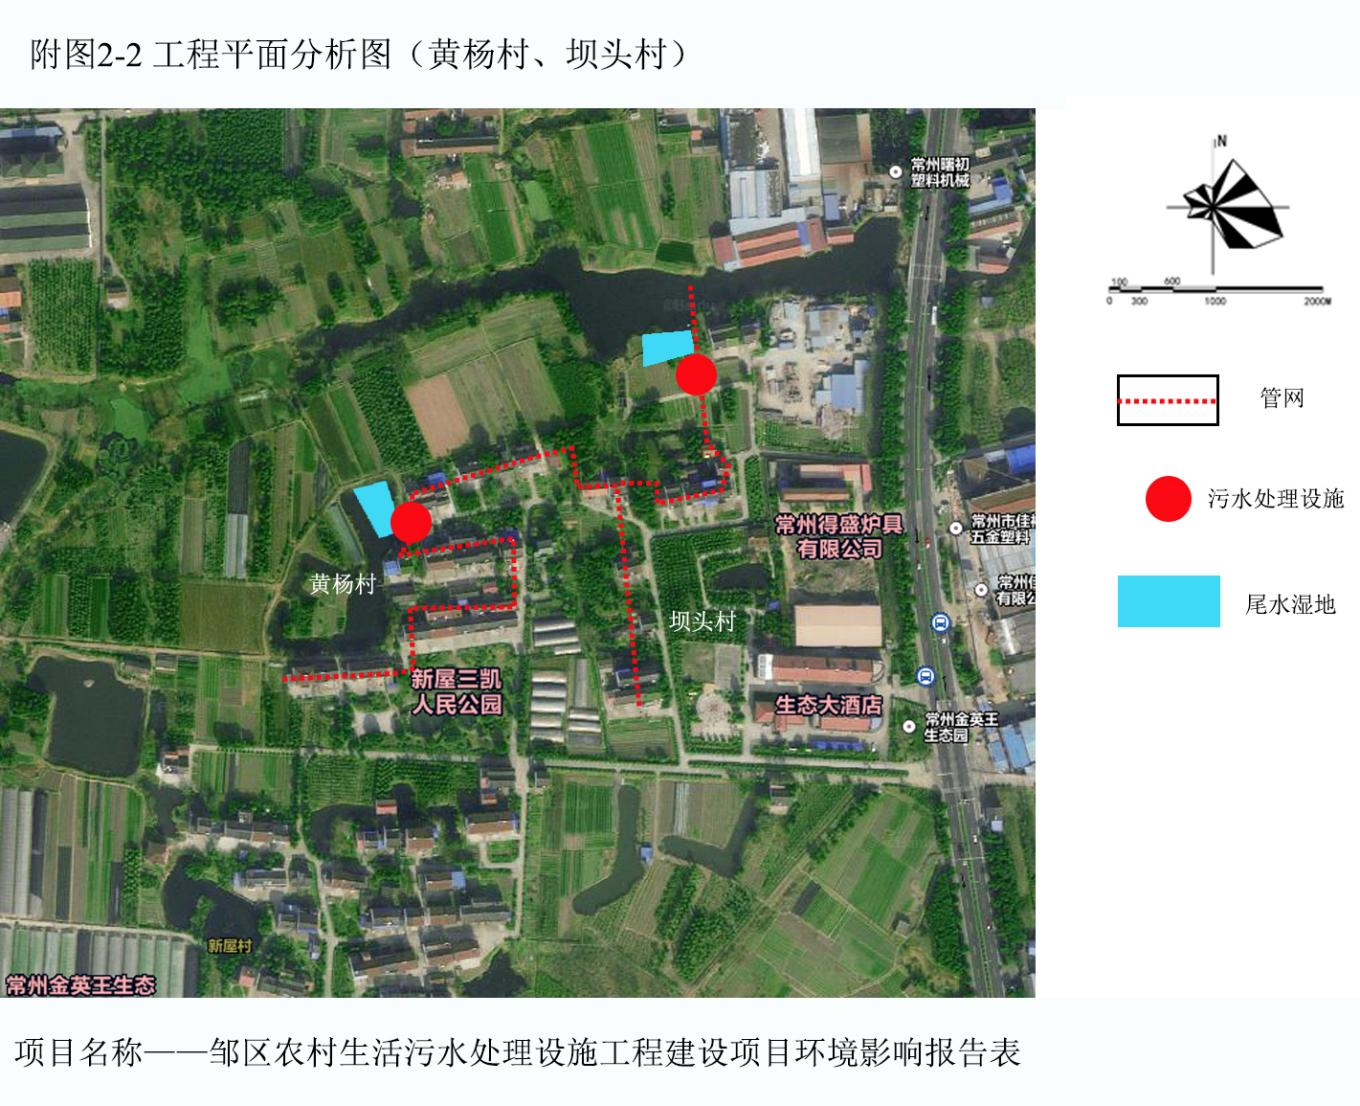 附图2-2 工程平面分析图（黄杨村、坝头村）
常州曙初
塑料机械
N
100
600
0
300
1000
2000M
管网
污水处理设施
尾水湿地
常州得盛炉具
有限公司
常州市佳
五金塑料
常州
有限
黄杨村
坝头村
新屋三凯
人民公园
生态大酒店
常州金英王
生态园
新屋村
常州金英王生态
项目名称——邹区农村生活污水处理设施工程建设项目环境影响报告表